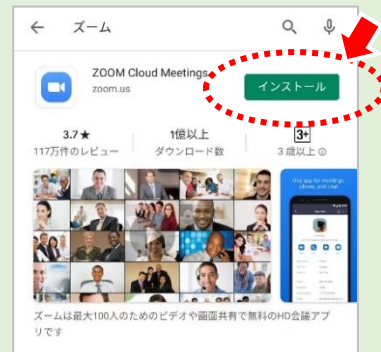 ズーム
ZOOM Cloud Meetings
zoom.us
インストール
3.7★
117万件のレビュー
1億以上
ダウンロード数
3+
3 歳以上
One app for meetings,
phone, and chat
ズームは最大100人のためのビデオや画面共有で無料のHD会議アプ
リです